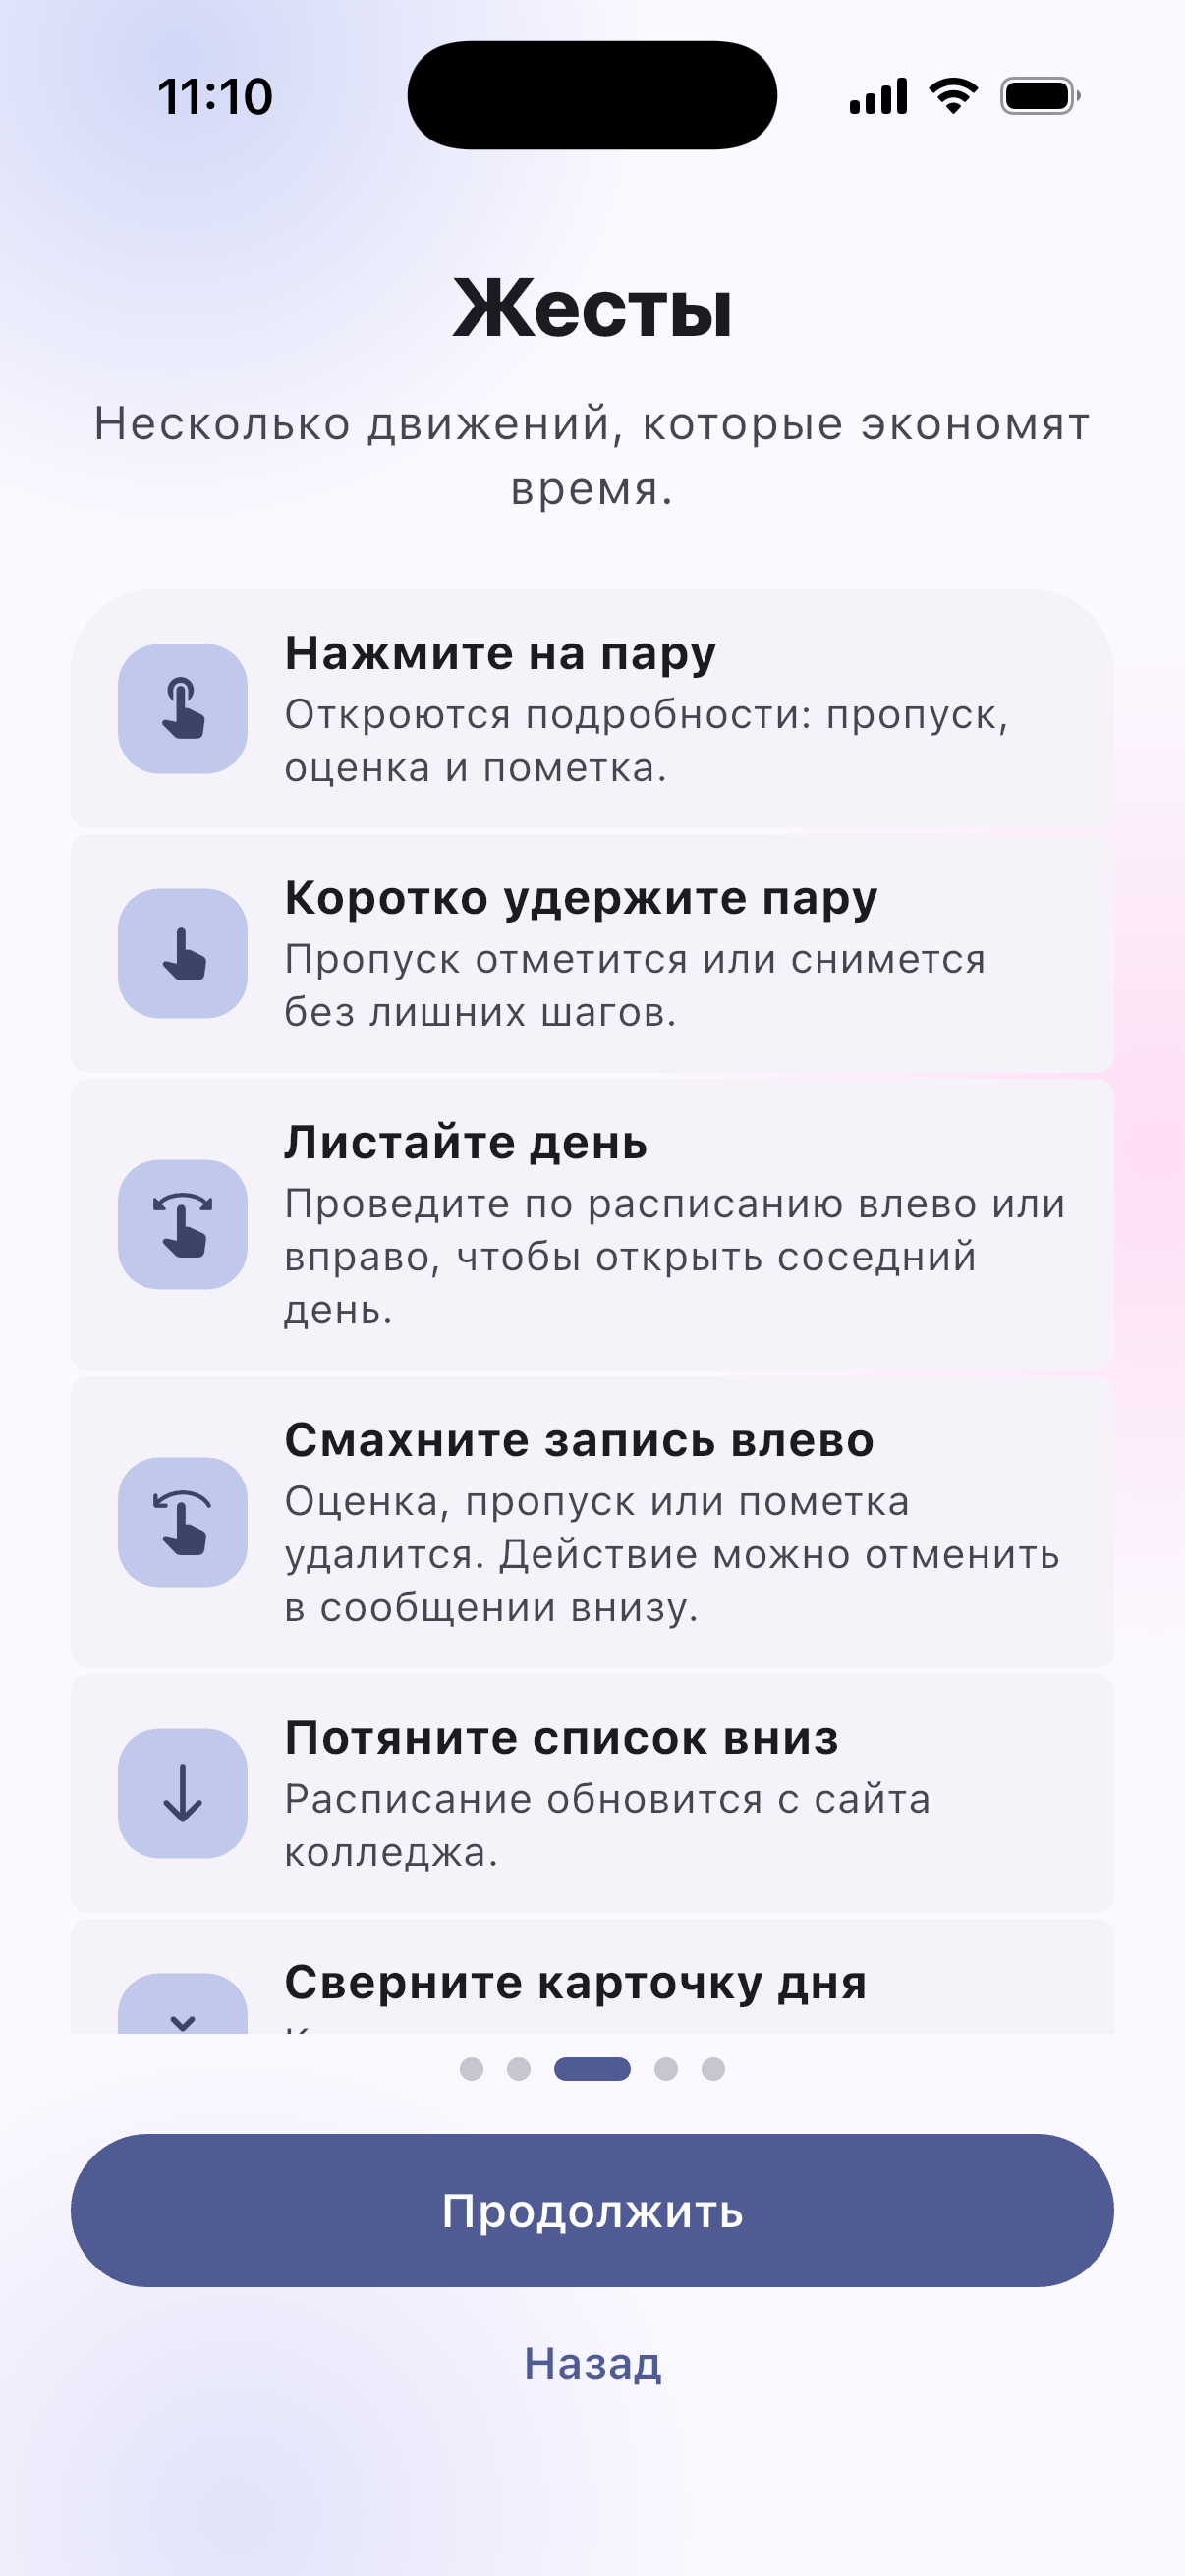 11:10
Жесты
Несколько движений, которые экономят
время.
Нажмите на пару
Откроются подробности: пропуск,
оценка и пометка.
Коротко удержите пару
Пропуск отметится или снимется
без лишних шагов.
Листайте день
Проведите по расписанию влево или
вправо, чтобы открыть соседний
день.
Смахните запись влево
Оценка, пропуск или пометка
удалится. Действие можно отменить
в сообщении внизу.
Потяните список вниз
Расписание обновится с сайта
колледжа.
Сверните карточку дня
Продолжить
Назад